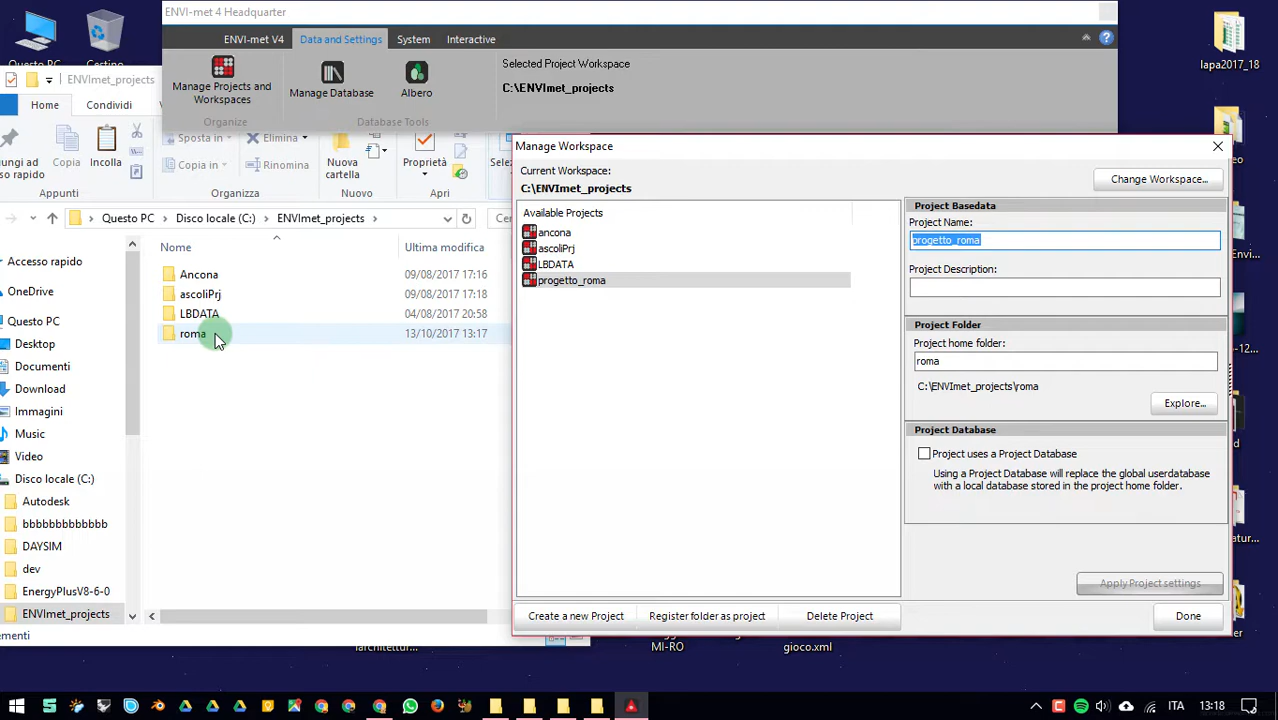 ENVI-met 4 Headquarter
ENVI-met V4 Data and Settings System Interactive
Manage Projects and
Workspaces
Manage Database
Albero
Selected Project Workspace
C:\ENVImet_projects
Organize
Database Tools
Questo PC
Cestino
lapa2017_18
ENVImet_projects
Home Condividi
Copia
Incolla
Sposta in
Copia in
Elimina
Rinomina
Nuova
cartella
Proprietà
Appunti
Organizza
Nuovo
Apri
Questo PC Disco locale (C:) ENVImet_projects
Nome Ultima modifica
Ancona 09/08/2017 17:16
ascoliPrj 09/08/2017 17:18
LBDATA 04/08/2017 20:58
roma 13/10/2017 13:17
Accesso rapido
OneDrive
Questo PC
Desktop
Documenti
Download
Immagini
Music
Video
Disco locale (C:)
Autodesk
bbbbbbbbbbbbb
DAYSIM
dev
EnergyPlusV8-6-0
ENVImet_projects
Manage Workspace
Current Workspace:
C:\ENVImet_projects
Change Workspace...
Available Projects
ancona
ascoliPrj
LBDATA
progetto_roma
Project Basedata
Project Name:
progetto_roma
Project Description:
Project Folder
Project home folder:
roma
C:\ENVImet_projects\roma
Explore...
Project Database
Project uses a Project Database
Using a Project Database will replace the global userdatabase
with a local database stored in the project home folder.
Apply Project settings
Create a new Project Register folder as project Delete Project Done
MI-RO
gioco.xml
ITA 13:18